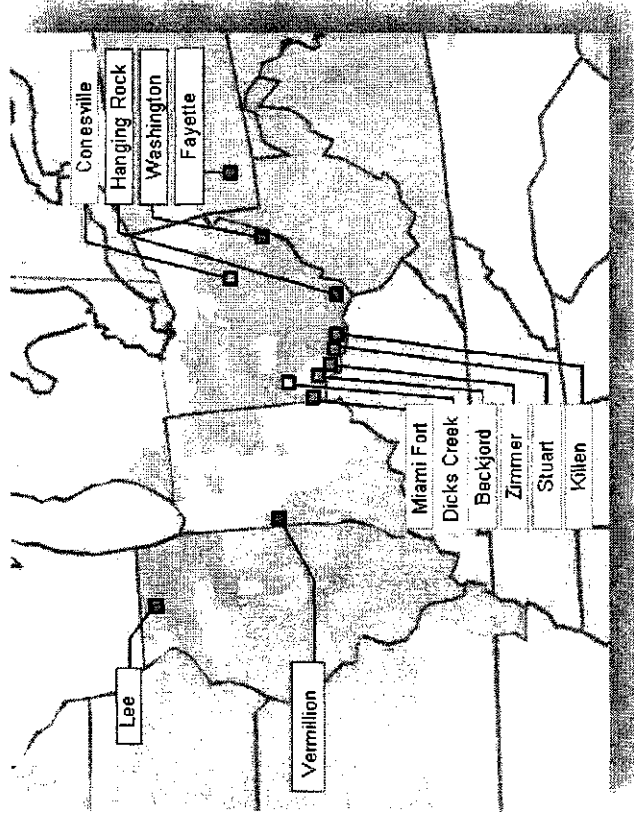 Conesville
Hanging Rock
Washington
Fayette
Lee
Vermillion
Miami Fort
Dicks Creek
Beckjord
Zimmer
Stuart
Killen